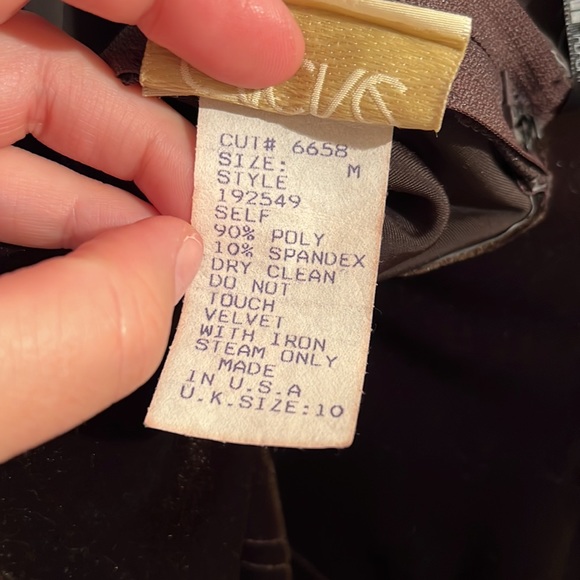 CUT# 6658
SIZE: M
STYLE
192549
SELF
90% POLY
10% SPANDEX
DRY CLEAN
DO NOT
TOUCH
VELVET
WITH IRON
STEAM ONLY
MADE
IN U.S.A
U.K.SIZE:10